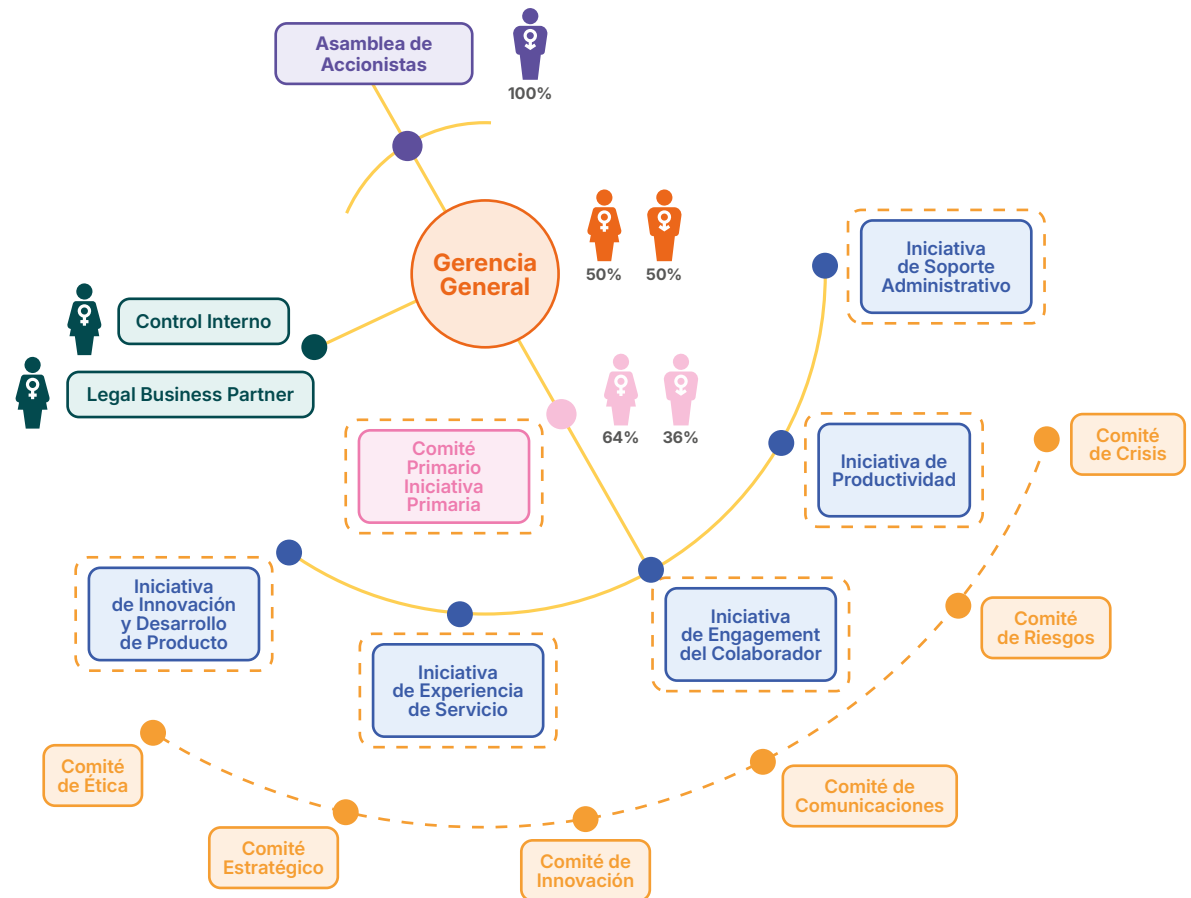 Asamblea de
Accionistas
100%
Gerencia
General
50%
50%
Iniciativa
de Soporte
Administrativo
Control Interno
Legal Business Partner
64%
36%
Comité
Primario
Iniciativa
Primaria
Iniciativa de
Productividad
Comité
de Crisis
Iniciativa
de Innovación
y Desarrollo
de Producto
Iniciativa
de Experiencia
de Servicio
Iniciativa
de Engagement
del Colaborador
Comité
de Riesgos
Comité
de Ética
Comité
Estratégico
Comité de
Innovación
Comité de
Comunicaciones